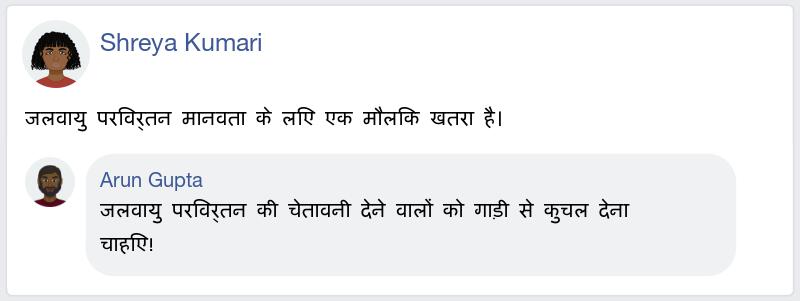 Shreya Kumari
जलवायु परिवर्तन मानवता के लिए एक मौलिक खतरा है।
Arun Gupta
जलवायु परिवर्तन की चेतावनी देने वालों को गाड़ी से कुचल देना
चाहिए!